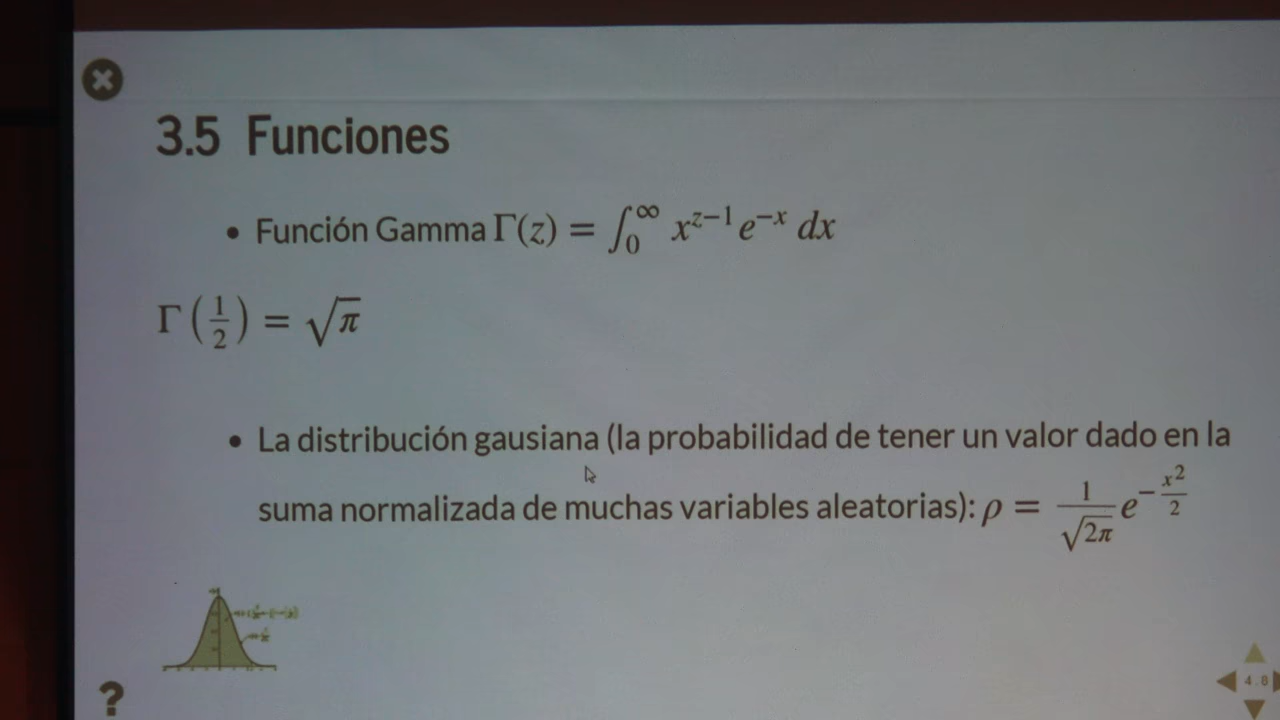 3.5 Funciones
• Función Gamma Γ(z) = ∫₀^∞ x^{z−1} e^{−x} dx
Γ(1/2) = √π
• La distribución gausiana (la probabilidad de tener un valor dado en la
suma normalizada de muchas variables aleatorias): ρ = 1/√(2π) e^{−x²/2}
?
4.8